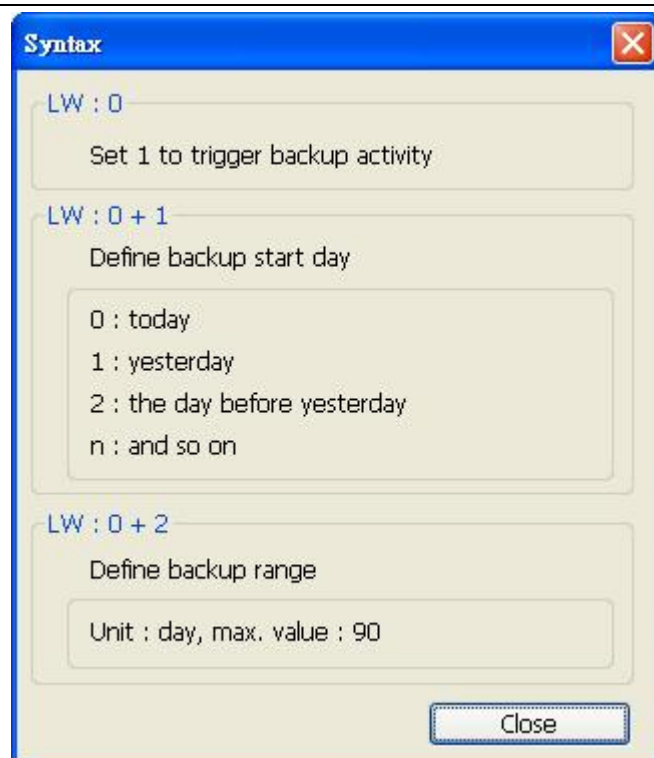 Syntax
LW : 0
Set 1 to trigger backup activity
LW : 0 + 1
Define backup start day
0 : today
1 : yesterday
2 : the day before yesterday
n : and so on
LW : 0 + 2
Define backup range
Unit : day, max. value : 90
Close